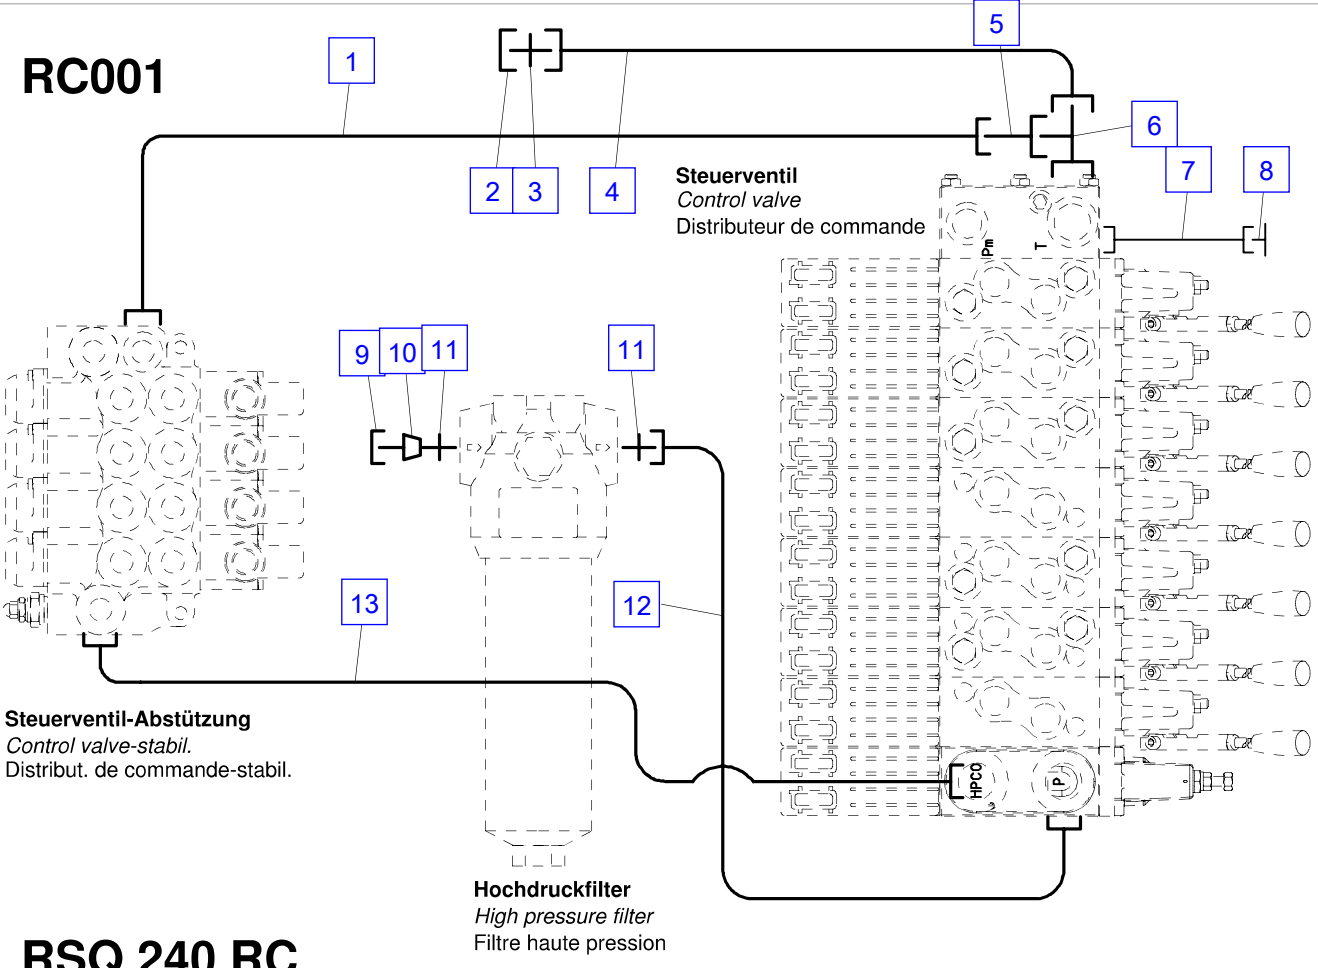 RC001
1
5
6
7
8
2
3
4
Steuerventil
Control valve
Distributeur de commande
Pm
T
9
10
11
11
12
13
Steuerventil-Abstützung
Control valve-stabil.
Distribut. de commande-stabil.
HPCO
P
Hochdruckfilter
High pressure filter
Filtre haute pression
RSQ 240 RC